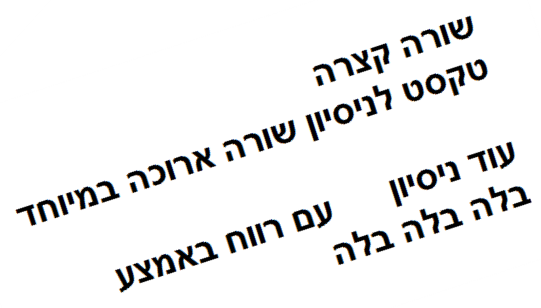 שורה קצרה
טקסט לניסיון שורה ארוכה במיוחד
עוד ניסיון      עם רווח באמצע
בלה בלה בלה